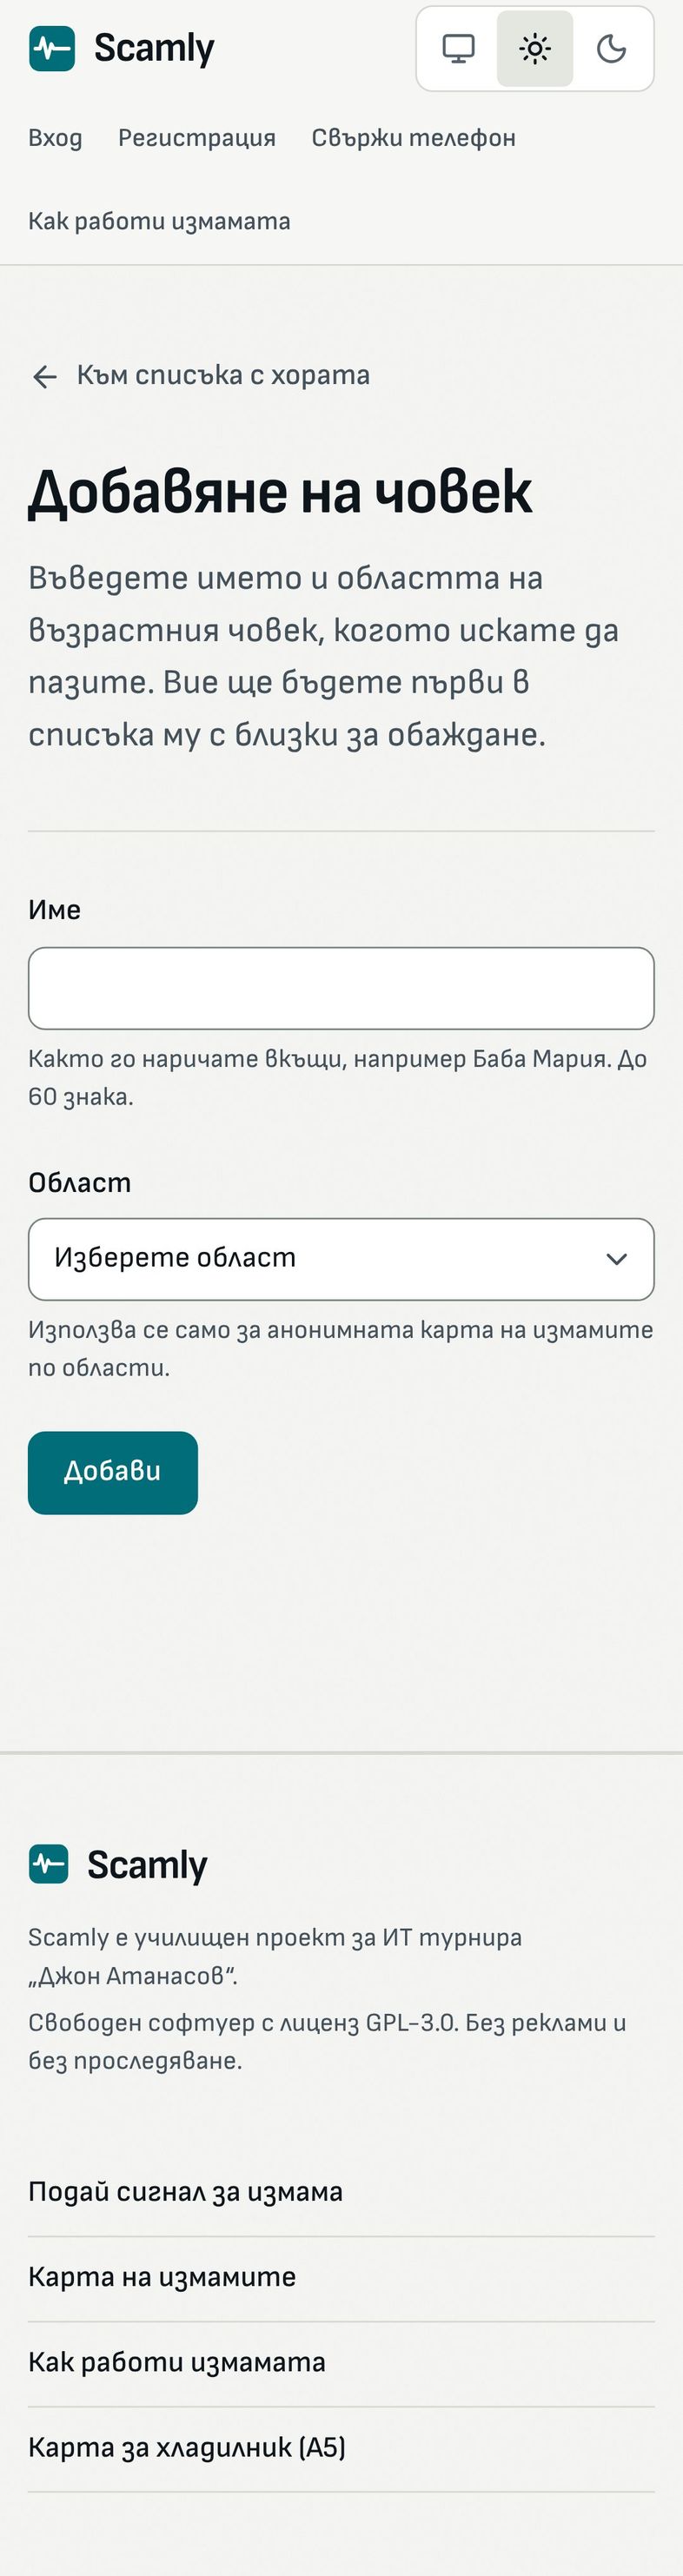 Scamly
Вход Регистрация Свържи телефон
Как работи измамата
Към списъка с хората
Добавяне на човек
Въведете името и областта на
възрастния човек, когото искате да
пазите. Вие ще бъдете първи в
списъка му с близки за обаждане.
Име
Както го наричате вкъщи, например Баба Мария. До
60 знака.
Област
Изберете област
Използва се само за анонимната карта на измамите
по области.
Добави
Scamly
Scamly е училищен проект за ИТ турнира
„Джон Атанасов“.
Свободен софтуер с лиценз GPL-3.0. Без реклами и
без проследяване.
Подай сигнал за измама
Карта на измамите
Как работи измамата
Карта за хладилник (А5)